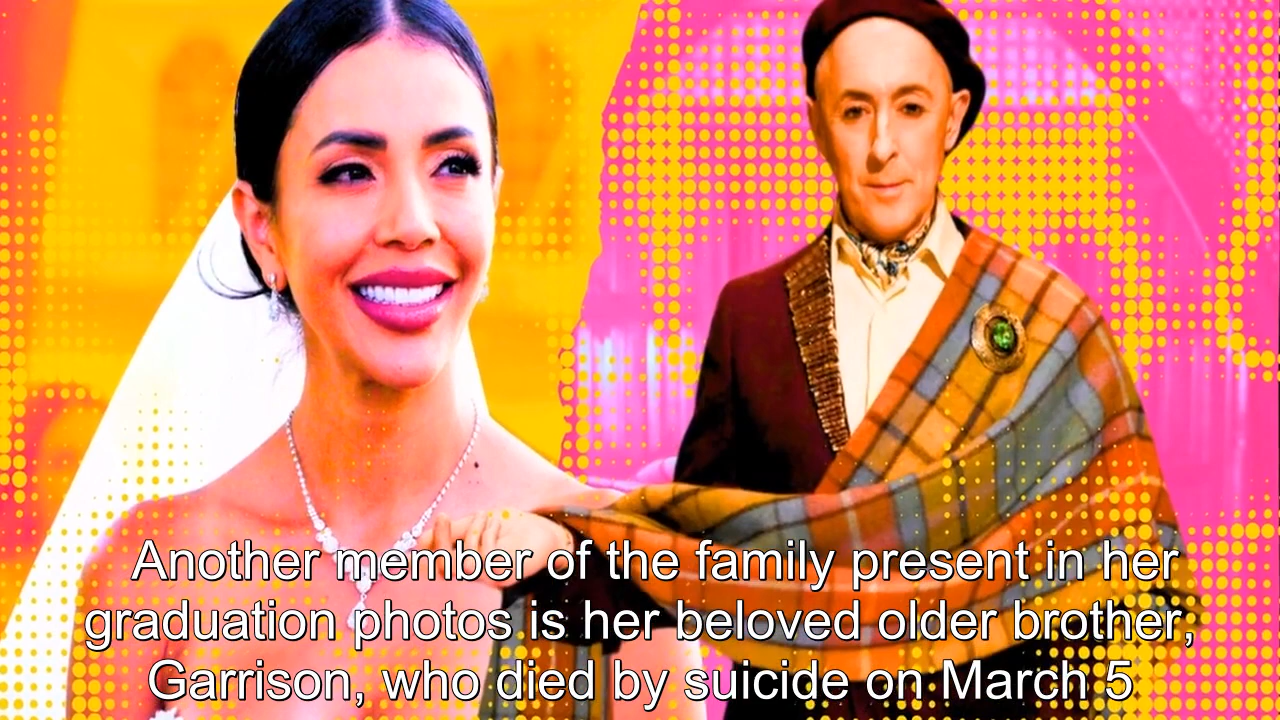 Another member of the family present in her
graduation photos is her beloved older brother,
Garrison, who died by suicide on March 5